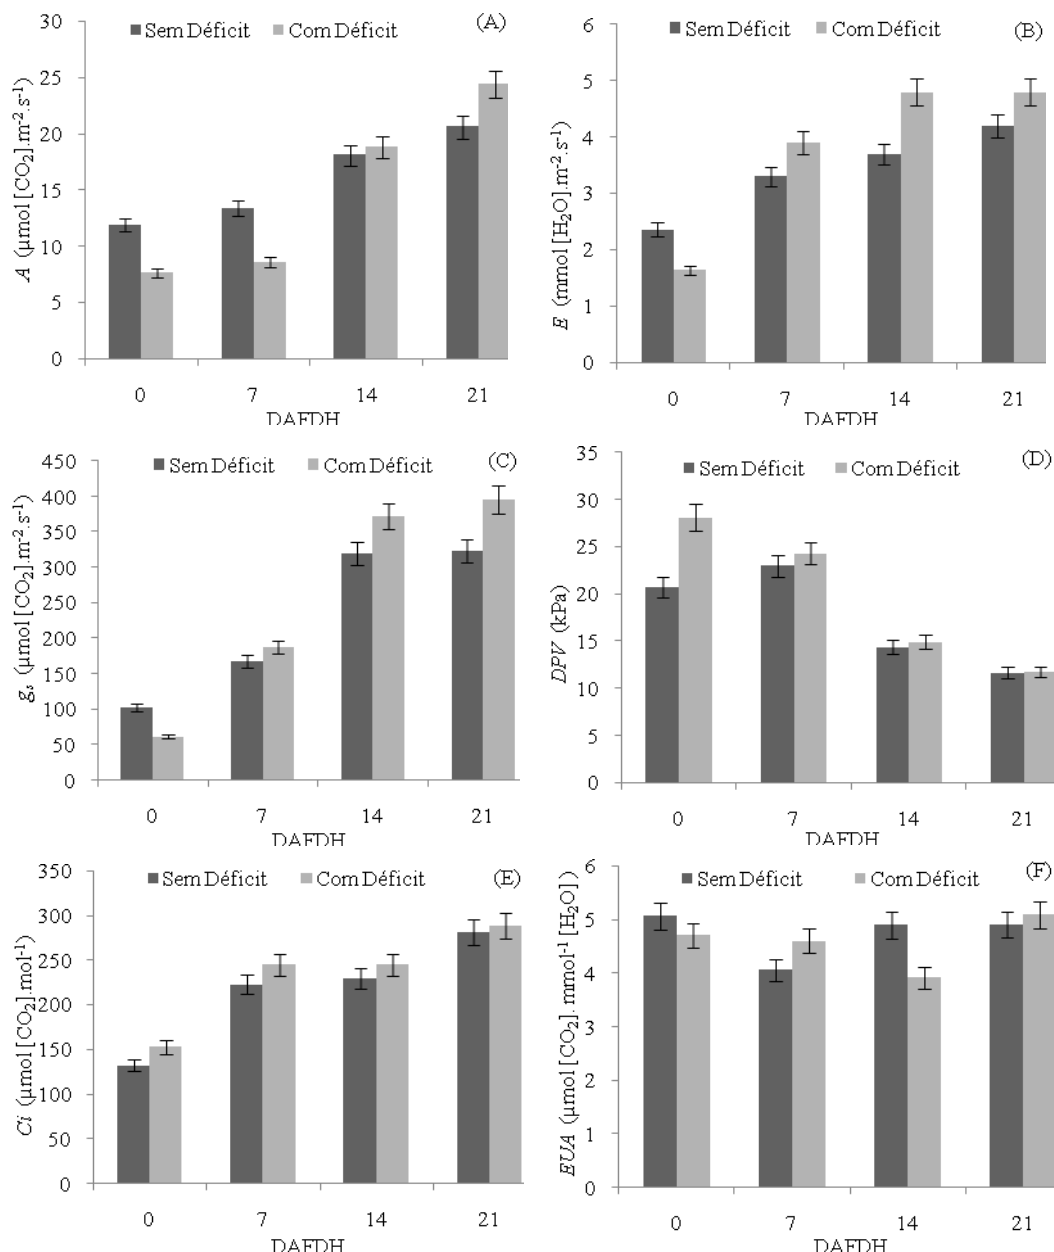 Sem Déficit Com Déficit (A)
A (μmol [CO₂].m⁻².s⁻¹)
30
25
20
15
10
5
0
0 7 14 21
DAFDH
Sem Déficit Com Déficit (B)
E (mmol [H₂O].m⁻².s⁻¹)
6
5
4
3
2
1
0
0 7 14 21
DAFDH
Sem Déficit Com Déficit (C)
gₛ (μmol [CO₂].m⁻².s⁻¹)
450
400
350
300
250
200
150
100
50
0
0 7 14 21
DAFDH
Sem Déficit Com Déficit (D)
DPV (kPa)
35
30
25
20
15
10
5
0
0 7 14 21
DAFDH
Sem Déficit Com Déficit (E)
Ci (μmol [CO₂].mol⁻¹)
350
300
250
200
150
100
50
0
0 7 14 21
DAFDH
Sem Déficit Com Déficit (F)
EUA (μmol [CO₂].mmol⁻¹ [H₂O])
6
5
4
3
2
1
0
0 7 14 21
DAFDH